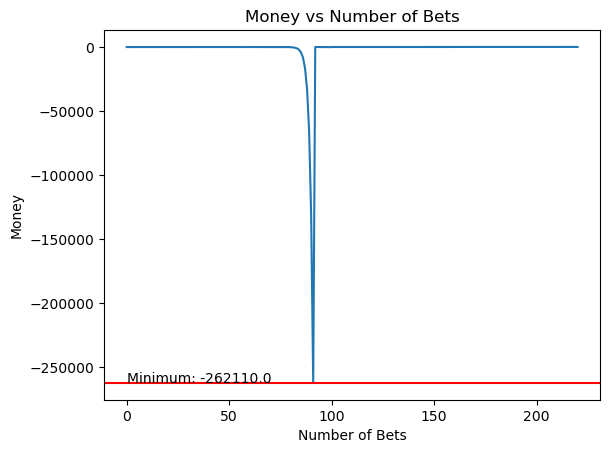 Money vs Number of Bets
0
−50000
−100000
−150000
−200000
−250000
Money
Minimum: -262110.0
0
50
100
150
200
Number of Bets